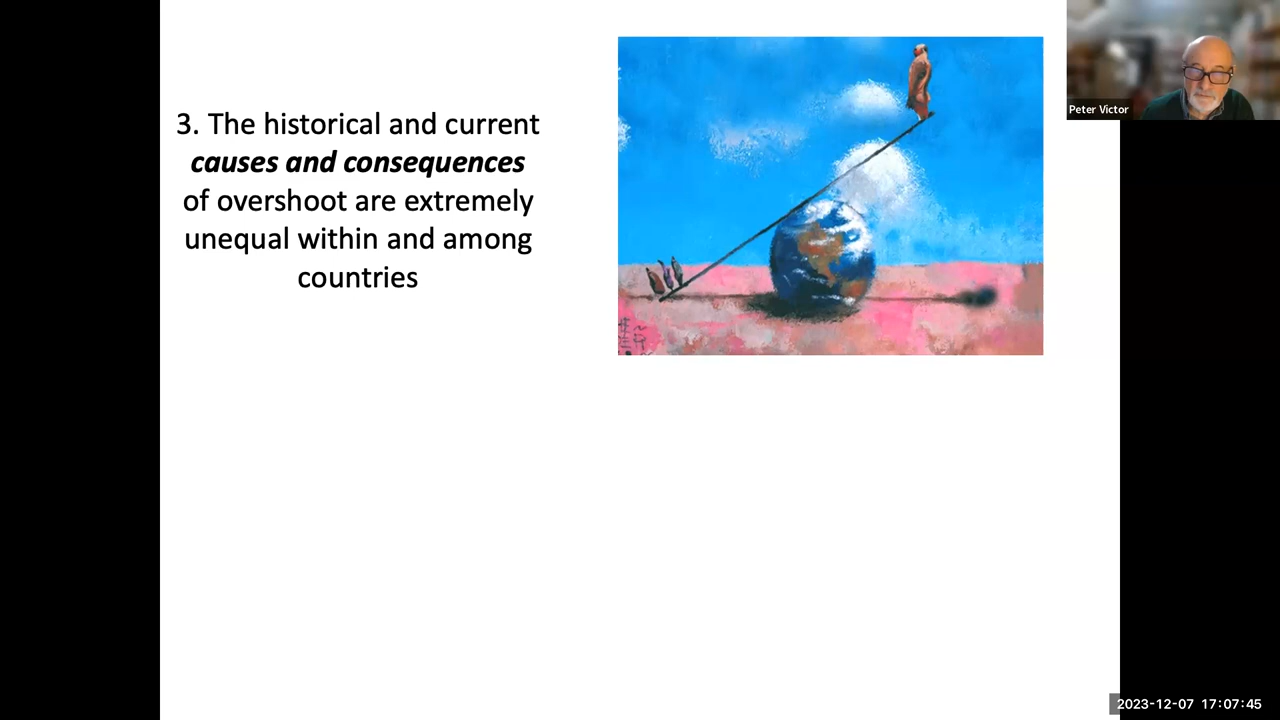 3. The historical and current
causes and consequences
of overshoot are extremely
unequal within and among
countries
Peter Victor
2023-12-07 17:07:45